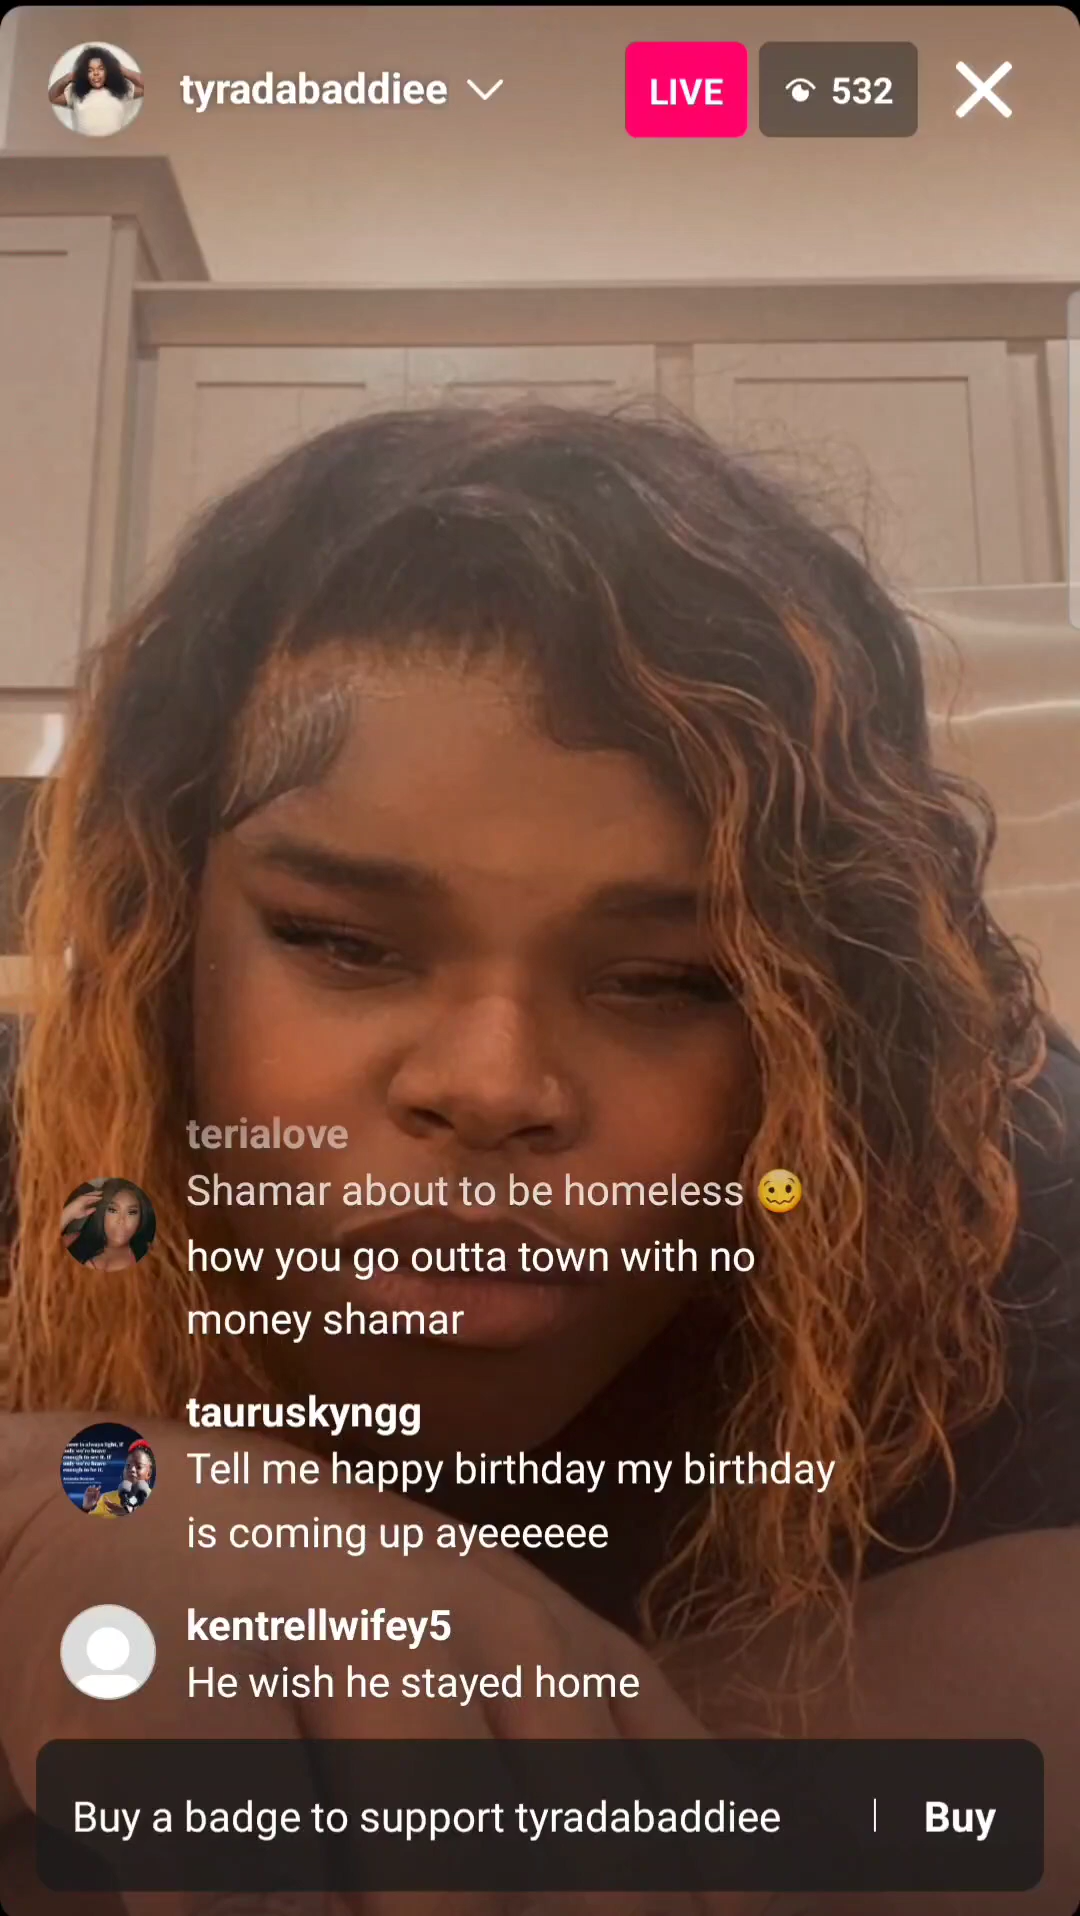 tyradabaddiee
LIVE
532
terialove
Shamar about to be homeless 🥴
how you go outta town with no
money shamar
tauruskyngg
Tell me happy birthday my birthday
is coming up ayeeeeee
kentrellwifey5
He wish he stayed home
Buy a badge to support tyradabaddiee | Buy